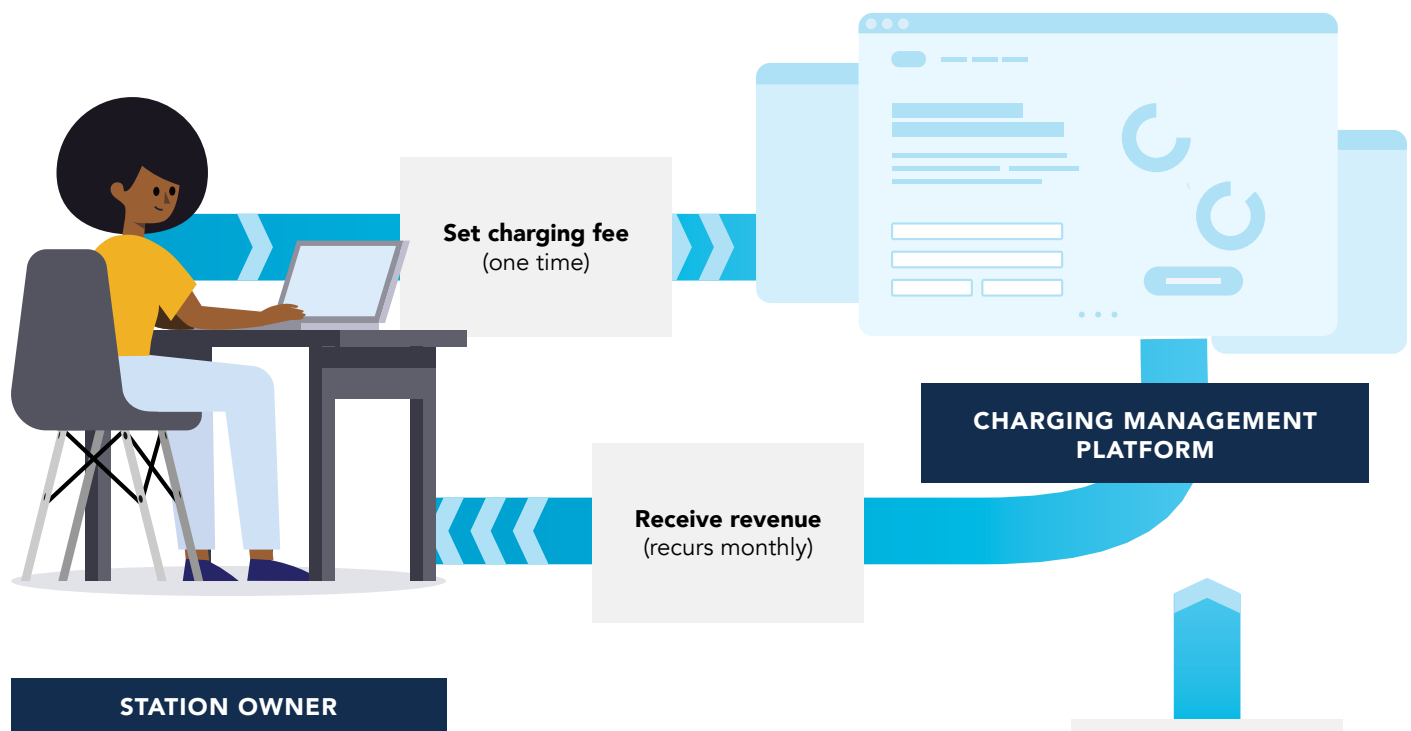 Set charging fee
(one time)
CHARGING MANAGEMENT
PLATFORM
Receive revenue
(recurs monthly)
STATION OWNER